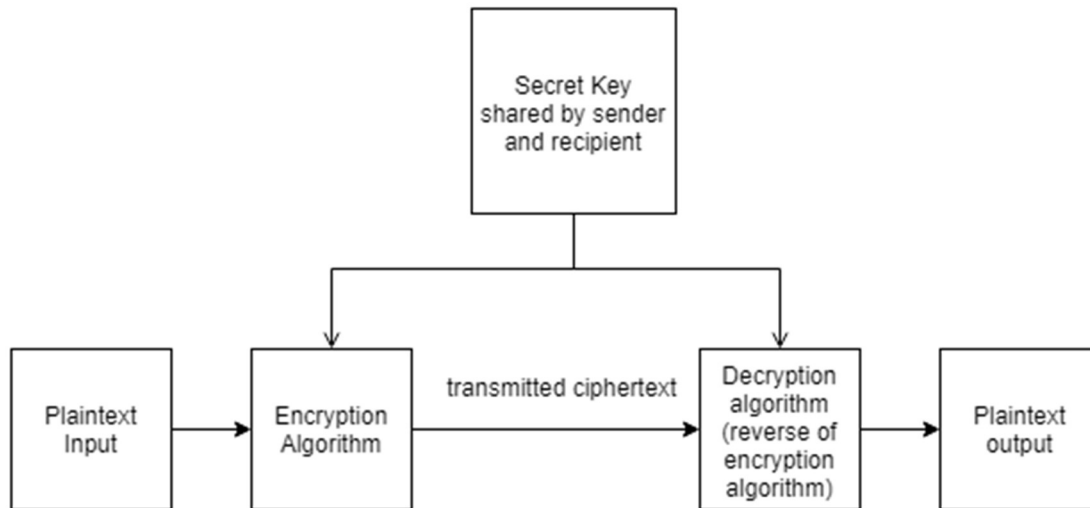 Secret Key
shared by sender
and recipient
Plaintext
Input
Encryption
Algorithm
transmitted ciphertext
Decryption
algorithm
(reverse of
encryption
algorithm)
Plaintext
output